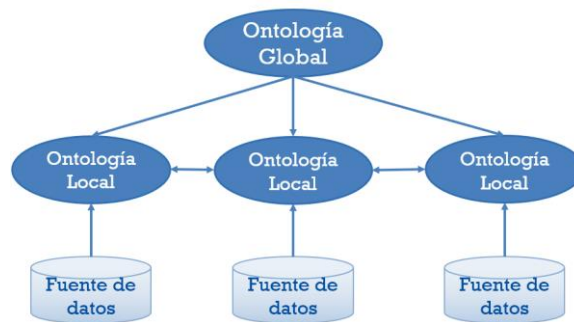 Ontología
Global
Ontología
Local
Ontología
Local
Ontología
Local
Fuente de
datos
Fuente de
datos
Fuente de
datos